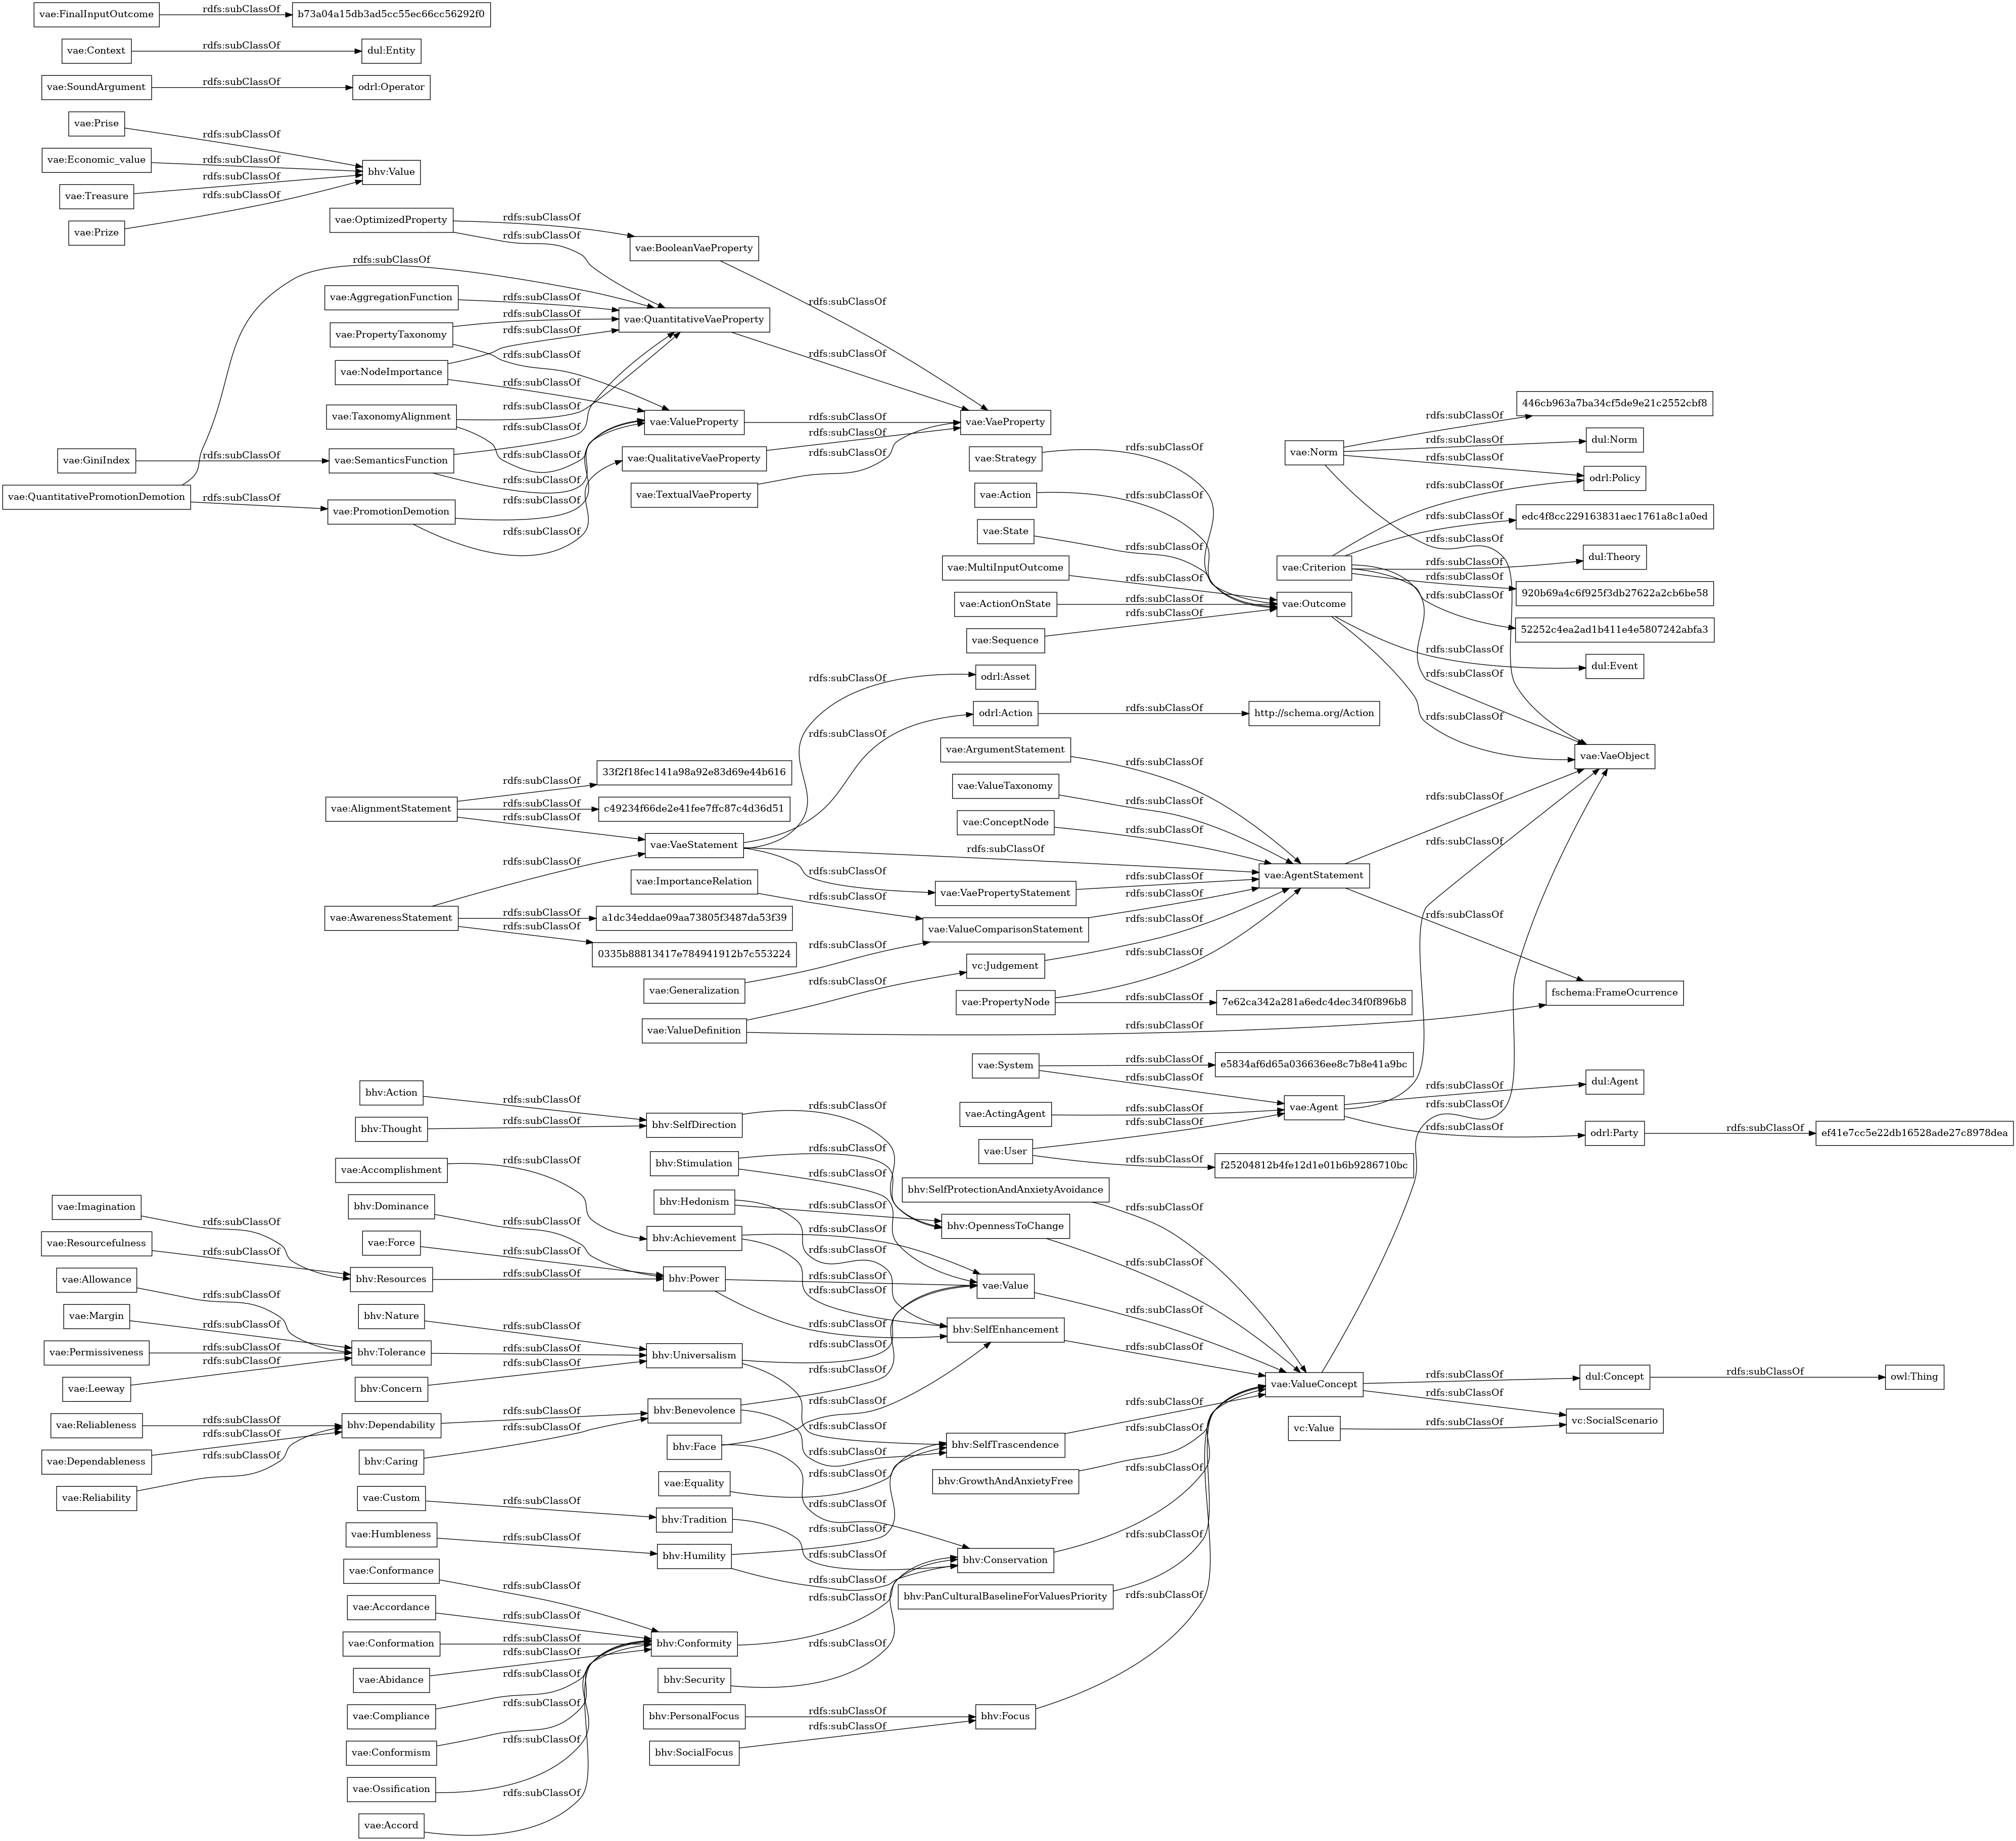 vae:FinalInputOutcome
rdfs:subClassOf
b73a04a15db3ad5cc55ec66cc56292f0
vae:Context
rdfs:subClassOf
dul:Entity
vae:SoundArgument
rdfs:subClassOf
odrl:Operator
vae:Prise
rdfs:subClassOf
vae:Economic_value
rdfs:subClassOf
bhv:Value
vae:Treasure
rdfs:subClassOf
vae:Prize
rdfs:subClassOf
vae:OptimizedProperty
rdfs:subClassOf
rdfs:subClassOf
vae:BooleanVaeProperty
rdfs:subClassOf
rdfs:subClassOf
vae:AggregationFunction
rdfs:subClassOf
vae:PropertyTaxonomy
rdfs:subClassOf
rdfs:subClassOf
vae:QuantitativeVaeProperty
rdfs:subClassOf
rdfs:subClassOf
vae:NodeImportance
rdfs:subClassOf
vae:TaxonomyAlignment
rdfs:subClassOf
rdfs:subClassOf
vae:ValueProperty
rdfs:subClassOf
vae:VaeProperty
vae:GiniIndex
rdfs:subClassOf
vae:SemanticsFunction
rdfs:subClassOf
rdfs:subClassOf
vae:QualitativeVaeProperty
rdfs:subClassOf
rdfs:subClassOf
vae:QuantitativePromotionDemotion
rdfs:subClassOf
vae:PromotionDemotion
rdfs:subClassOf
rdfs:subClassOf
vae:TextualVaeProperty
vae:Strategy
rdfs:subClassOf
vae:Action
rdfs:subClassOf
vae:State
rdfs:subClassOf
vae:MultiInputOutcome
rdfs:subClassOf
vae:ActionOnState
rdfs:subClassOf
vae:Sequence
rdfs:subClassOf
vae:Outcome
vae:Norm
rdfs:subClassOf
446cb963a7ba34cf5de9e21c2552cbf8
rdfs:subClassOf
dul:Norm
rdfs:subClassOf
odrl:Policy
rdfs:subClassOf
rdfs:subClassOf
edc4f8cc229163831aec1761a8c1a0ed
rdfs:subClassOf
vae:Criterion
rdfs:subClassOf
dul:Theory
rdfs:subClassOf
920b69a4c6f925f3db27622a2cb6be58
rdfs:subClassOf
52252c4ea2ad1b411e4e5807242abfa3
rdfs:subClassOf
dul:Event
rdfs:subClassOf
rdfs:subClassOf
vae:VaeObject
rdfs:subClassOf
odrl:Asset
rdfs:subClassOf
odrl:Action
rdfs:subClassOf
http://schema.org/Action
vae:AlignmentStatement
rdfs:subClassOf
33f2f18fec141a98a92e83d69e44b616
rdfs:subClassOf
c49234f66de2e41fee7ffc87c4d36d51
rdfs:subClassOf
vae:VaeStatement
rdfs:subClassOf
rdfs:subClassOf
vae:ArgumentStatement
rdfs:subClassOf
vae:ValueTaxonomy
rdfs:subClassOf
vae:ConceptNode
rdfs:subClassOf
vae:AgentStatement
rdfs:subClassOf
rdfs:subClassOf
rdfs:subClassOf
vae:AwarenessStatement
rdfs:subClassOf
rdfs:subClassOf
a1dc34eddae09aa73805f3487da53f39
rdfs:subClassOf
0335b88813417e784941912b7c553224
vae:ImportanceRelation
rdfs:subClassOf
vae:VaePropertyStatement
rdfs:subClassOf
vae:ValueComparisonStatement
rdfs:subClassOf
vae:Generalization
rdfs:subClassOf
vc:Judgement
rdfs:subClassOf
vae:ValueDefinition
rdfs:subClassOf
rdfs:subClassOf
vae:PropertyNode
rdfs:subClassOf
rdfs:subClassOf
7e62ca342a281a6edc4dec34f0f896b8
fschema:FrameOcurrence
vae:System
rdfs:subClassOf
e5834af6d65a036636ee8c7b8e41a9bc
rdfs:subClassOf
vae:ActingAgent
rdfs:subClassOf
vae:Agent
rdfs:subClassOf
dul:Agent
rdfs:subClassOf
vae:User
rdfs:subClassOf
rdfs:subClassOf
f25204812b4fe12d1e01b6b9286710bc
rdfs:subClassOf
odrl:Party
rdfs:subClassOf
ef41e7cc5e22db16528ade27c8978dea
bhv:Action
rdfs:subClassOf
bhv:Thought
rdfs:subClassOf
bhv:SelfDirection
rdfs:subClassOf
vae:Accomplishment
rdfs:subClassOf
bhv:Stimulation
rdfs:subClassOf
rdfs:subClassOf
bhv:SelfProtectionAndAnxietyAvoidance
rdfs:subClassOf
vae:Imagination
rdfs:subClassOf
bhv:Dominance
rdfs:subClassOf
bhv:Hedonism
rdfs:subClassOf
rdfs:subClassOf
bhv:OpennessToChange
rdfs:subClassOf
vae:Resourcefulness
rdfs:subClassOf
vae:Force
rdfs:subClassOf
bhv:Achievement
rdfs:subClassOf
rdfs:subClassOf
vae:Allowance
rdfs:subClassOf
bhv:Resources
rdfs:subClassOf
bhv:Power
rdfs:subClassOf
rdfs:subClassOf
vae:Value
rdfs:subClassOf
vae:Margin
rdfs:subClassOf
bhv:Nature
rdfs:subClassOf
bhv:SelfEnhancement
rdfs:subClassOf
vae:Permissiveness
rdfs:subClassOf
bhv:Tolerance
rdfs:subClassOf
bhv:Universalism
rdfs:subClassOf
rdfs:subClassOf
vae:Leeway
rdfs:subClassOf
bhv:Concern
rdfs:subClassOf
vae:ValueConcept
rdfs:subClassOf
dul:Concept
rdfs:subClassOf
owl:Thing
rdfs:subClassOf
vc:SocialScenario
vae:Reliableness
rdfs:subClassOf
bhv:Dependability
rdfs:subClassOf
bhv:Benevolence
rdfs:subClassOf
rdfs:subClassOf
vc:Value
rdfs:subClassOf
vae:Dependableness
rdfs:subClassOf
bhv:Caring
rdfs:subClassOf
bhv:Face
rdfs:subClassOf
rdfs:subClassOf
bhv:SelfTrascendence
rdfs:subClassOf
vae:Reliability
rdfs:subClassOf
vae:Equality
rdfs:subClassOf
bhv:GrowthAndAnxietyFree
rdfs:subClassOf
vae:Custom
rdfs:subClassOf
bhv:Tradition
rdfs:subClassOf
vae:Humbleness
rdfs:subClassOf
bhv:Humility
rdfs:subClassOf
rdfs:subClassOf
bhv:Conservation
rdfs:subClassOf
vae:Conformance
rdfs:subClassOf
bhv:PanCulturalBaselineForValuesPriority
rdfs:subClassOf
vae:Accordance
rdfs:subClassOf
vae:Conformation
rdfs:subClassOf
bhv:Conformity
rdfs:subClassOf
vae:Abidance
rdfs:subClassOf
bhv:Security
rdfs:subClassOf
vae:Compliance
rdfs:subClassOf
bhv:PersonalFocus
rdfs:subClassOf
bhv:Focus
rdfs:subClassOf
vae:Conformism
rdfs:subClassOf
bhv:SocialFocus
rdfs:subClassOf
vae:Ossification
rdfs:subClassOf
vae:Accord
rdfs:subClassOf